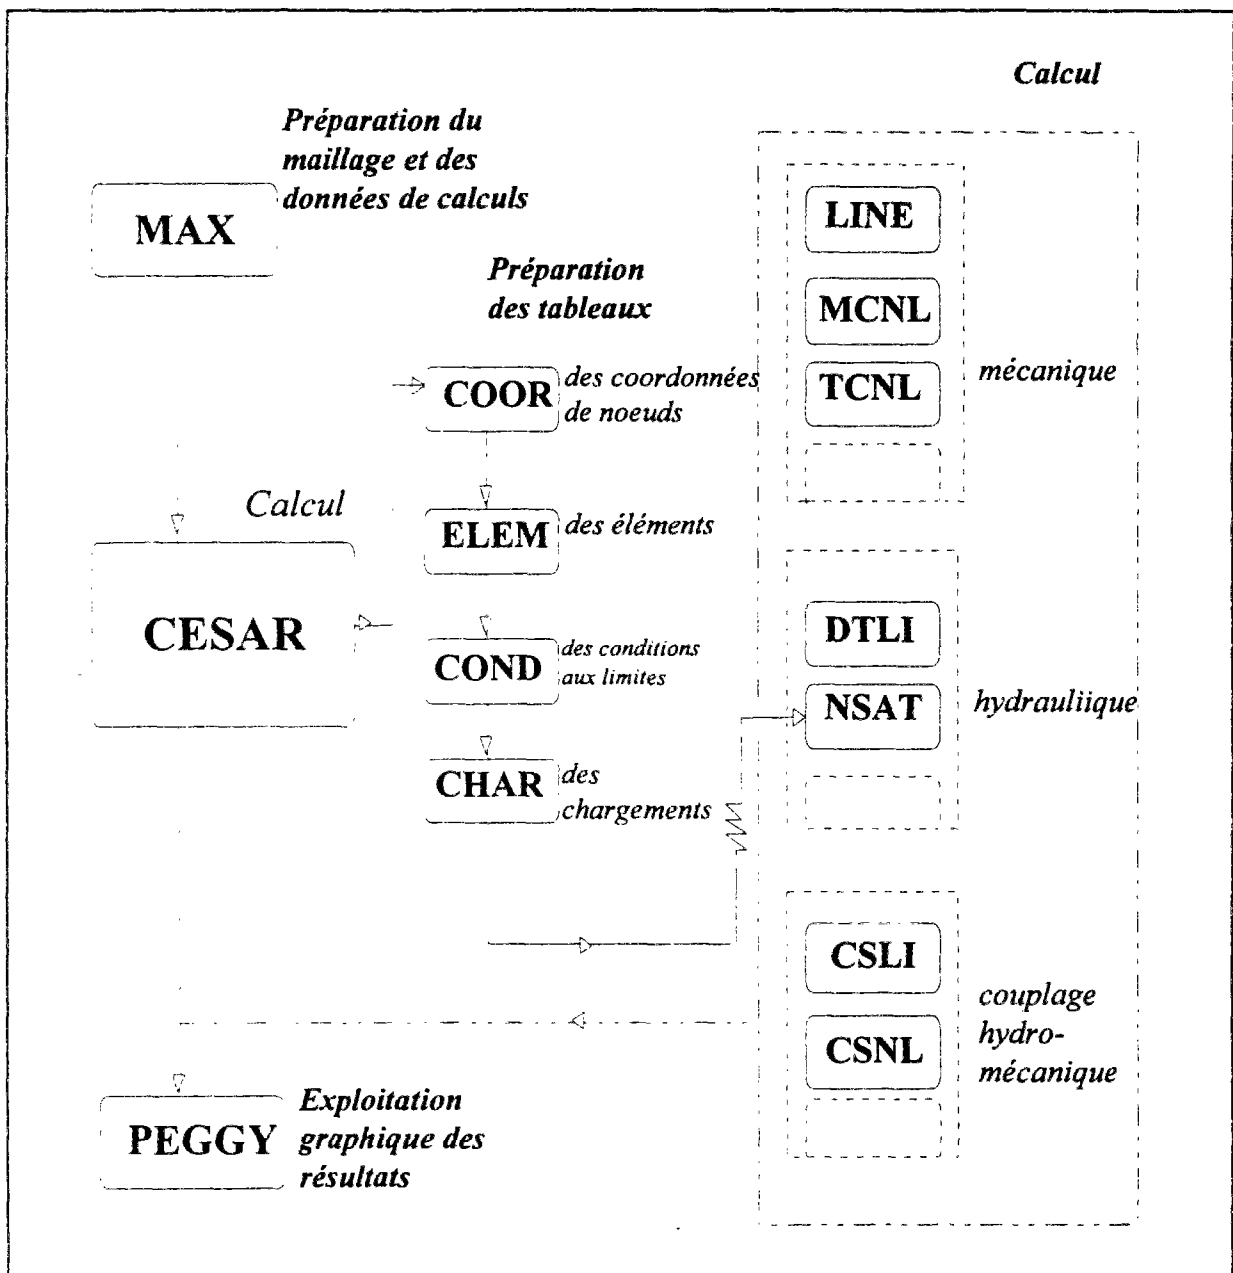 Calcul
Préparation du
maillage et des
données de calculs
MAX
Préparation
des tableaux
COOR
des coordonnées
de noeuds
ELEM
des éléments
Calcul
CESAR
COND
des conditions
aux limites
CHAR
des
chargements
LINE
MCNL
TCNL
mécanique
DTLI
NSAT
hydrauliique
CSLI
CSNL
couplage
hydro-
mécanique
PEGGY
Exploitation
graphique des
résultats